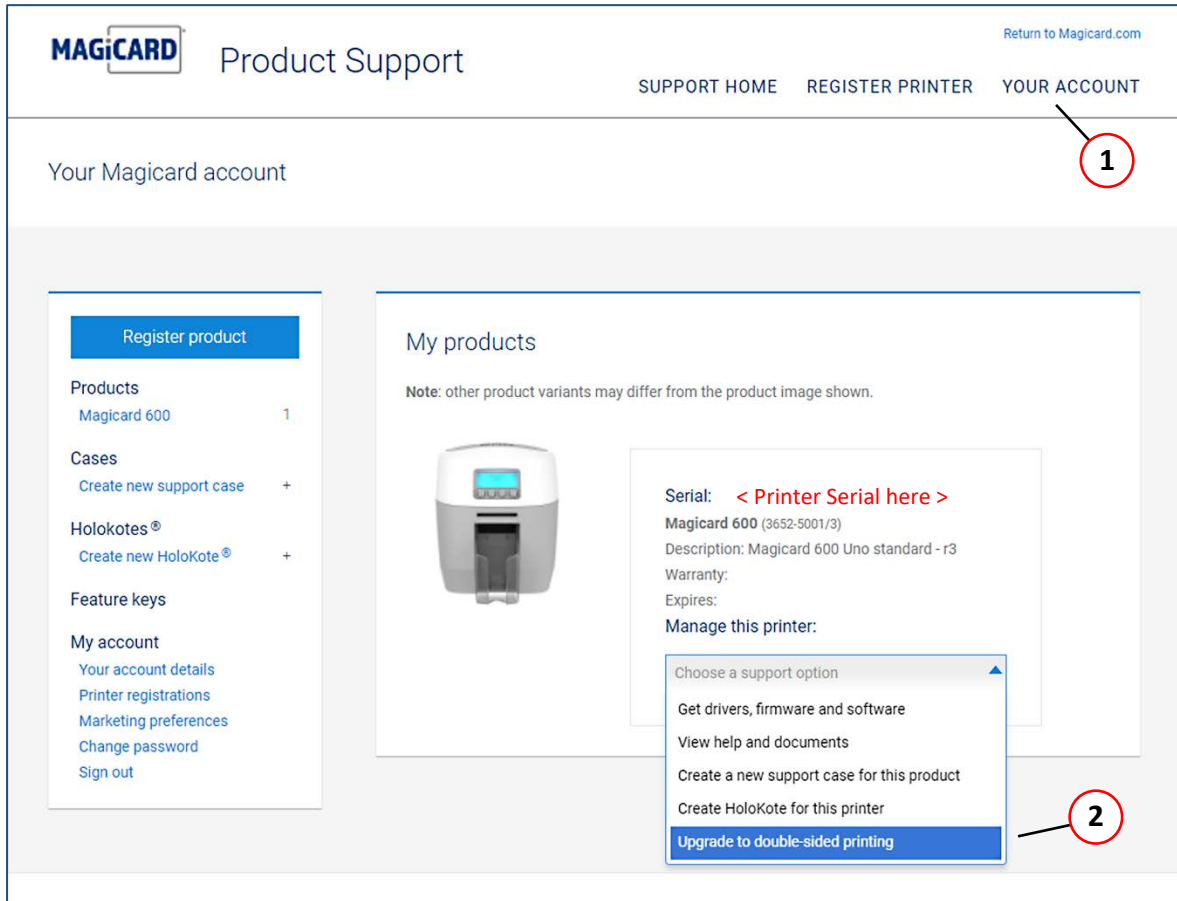 MAGiCARD
Product Support
Return to Magicard.com
SUPPORT HOME REGISTER PRINTER YOUR ACCOUNT
1
Your Magicard account
Register product
Products
Magicard 600 1
Cases
Create new support case +
Holokotes ®
Create new HoloKote ® +
Feature keys
My account
Your account details
Printer registrations
Marketing preferences
Change password
Sign out
My products
Note: other product variants may differ from the product image shown.
Serial: < Printer Serial here >
Magicard 600 (3652-5001/3)
Description: Magicard 600 Uno standard - r3
Warranty:
Expires:
Manage this printer:
Choose a support option
Get drivers, firmware and software
View help and documents
Create a new support case for this product
Create HoloKote for this printer
Upgrade to double-sided printing
2